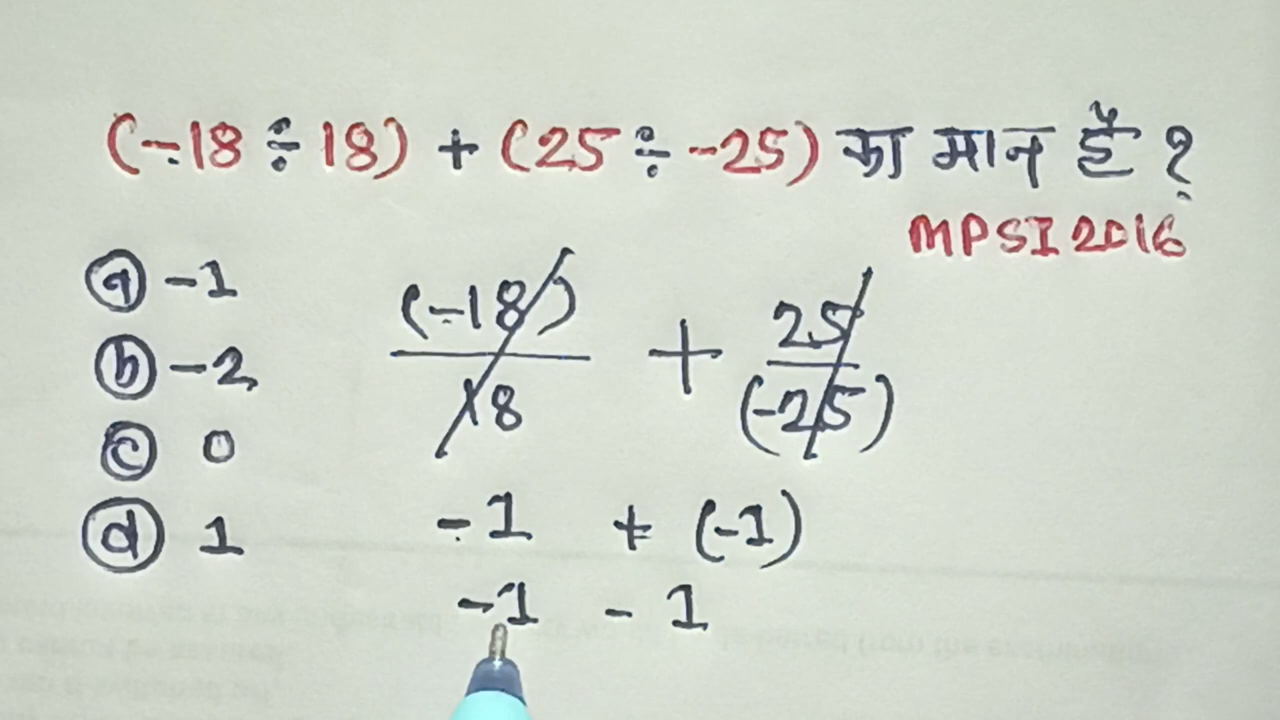 (-18 ÷ 18) + (25 ÷ -25) का मान हैं ?
MPSI 2016
(a) -1
(b) -2
(c) 0
(d) 1
(-18) / 18 + 25 / (-25)
-1 + (-1)
-1 - 1